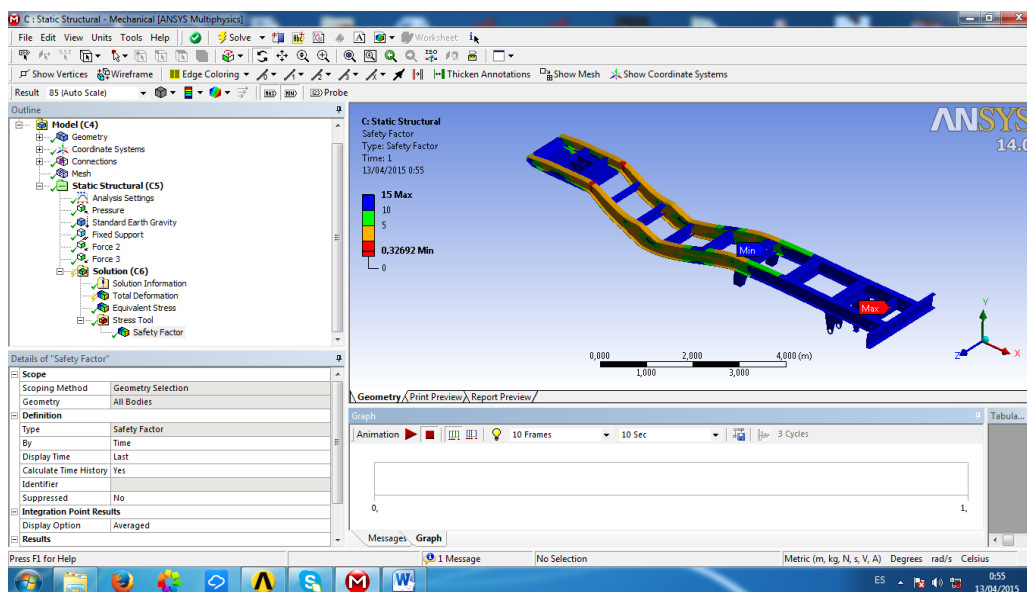 C : Static Structural - Mechanical [ANSYS Multiphysics]
File Edit View Units Tools Help Solve Worksheet
Show Vertices Wireframe Edge Coloring Thicken Annotations Show Mesh Show Coordinate Systems
Result 85 (Auto Scale) MAX MIN Probe
Outline
Model (C4)
Geometry
Coordinate Systems
Connections
Mesh
Static Structural (C5)
Analysis Settings
Pressure
Standard Earth Gravity
Fixed Support
Force 2
Force 3
Solution (C6)
Solution Information
Total Deformation
Equivalent Stress
Stress Tool
Safety Factor
Details of "Safety Factor"
Scope
Scoping Method Geometry Selection
Geometry All Bodies
Definition
Type Safety Factor
By Time
Display Time Last
Calculate Time History Yes
Identifier
Suppressed No
Integration Point Results
Display Option Averaged
Results
C: Static Structural
Safety Factor
Type: Safety Factor
Time: 1
13/04/2015 0:55
15 Max
10
5
0,32692 Min
0
ANSYS
14.0
Min
Max
0,000 2,000 4,000 (m)
1,000 3,000
Y
Z X
Geometry Print Preview Report Preview
Graph
Animation 10 Frames 10 Sec 3 Cycles
0, 1,
Messages Graph
Tabula...
Press F1 for Help 1 Message No Selection Metric (m, kg, N, s, V, A) Degrees rad/s Celsius
ES 0:55
13/04/2015